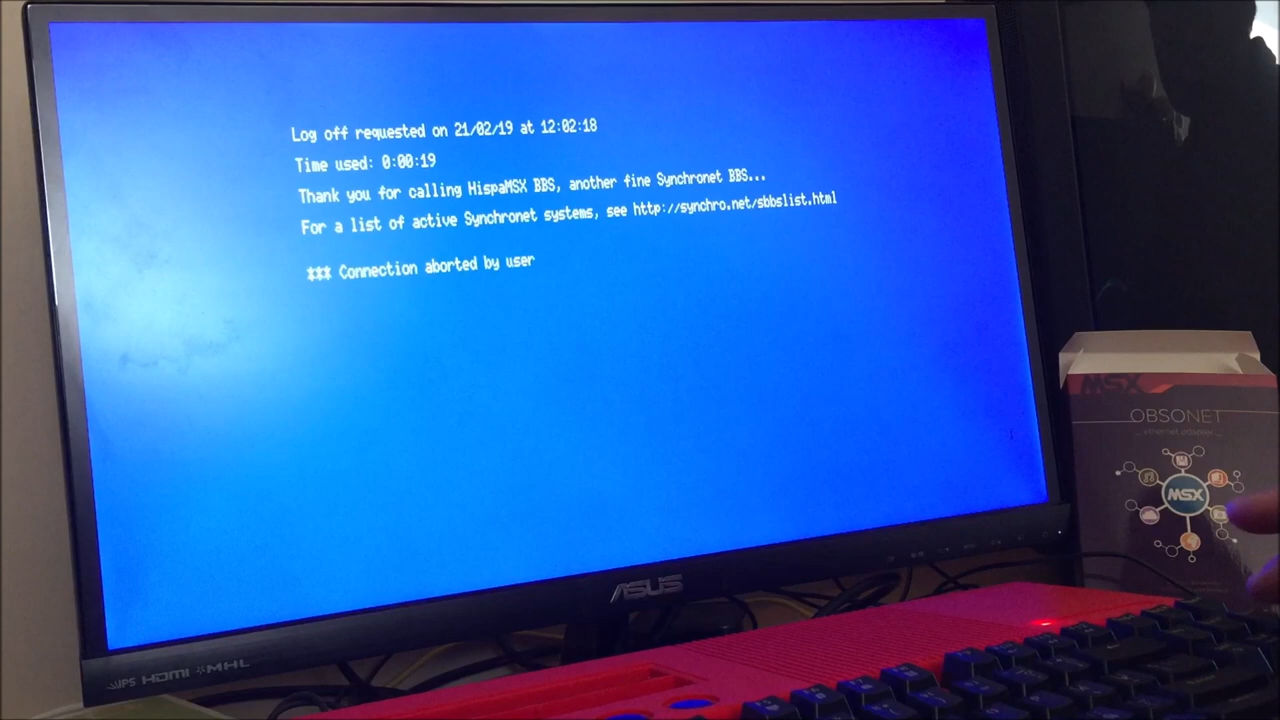 Log off requested on 21/02/19 at 12:02:18
Time used: 0:00:19
Thank you for calling HispaMSX BBS, another fine Synchronet BBS...
For a list of active Synchronet systems, see http://synchro.net/sbbslist.html
*** Connection aborted by user
MSX
OBSONET
ethernet adapter
MSX
ASUS
IPS HDMI MHL